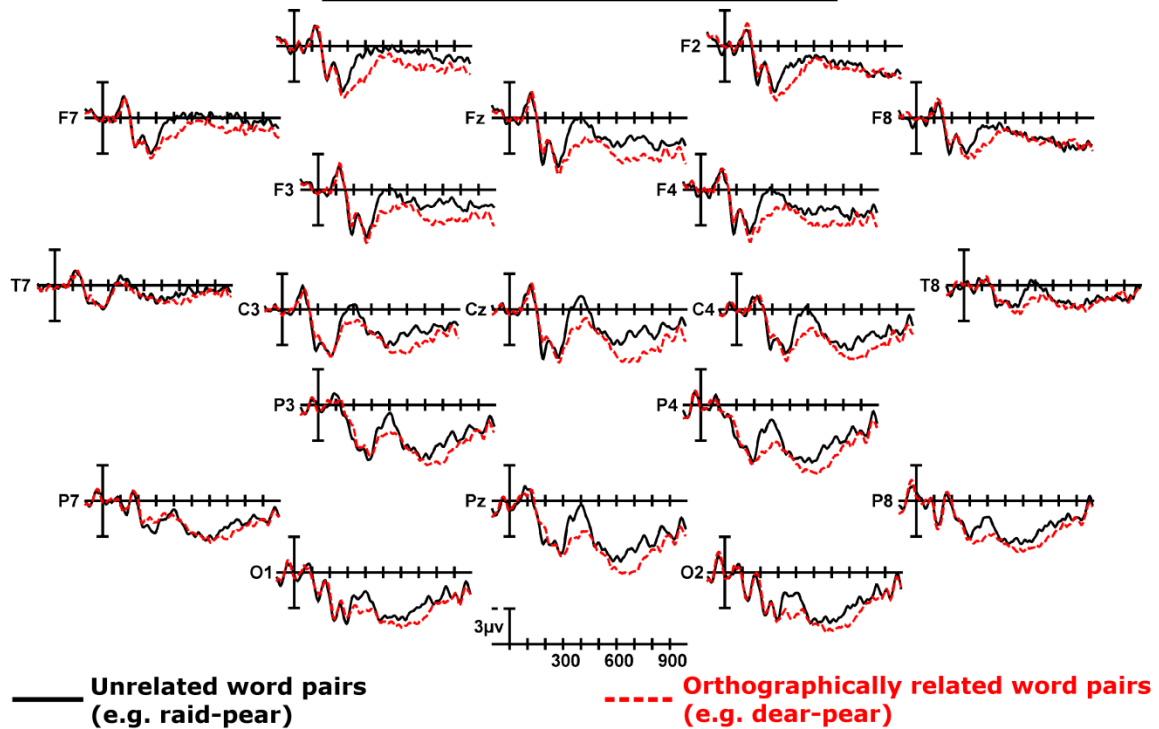 F2
F7
Fz
F8
F3
F4
T7
T8
C3
Cz
C4
P3
P4
P7
Pz
P8
O1
O2
3μv
300 600 900
Unrelated word pairs
(e.g. raid-pear)
Orthographically related word pairs
(e.g. dear-pear)